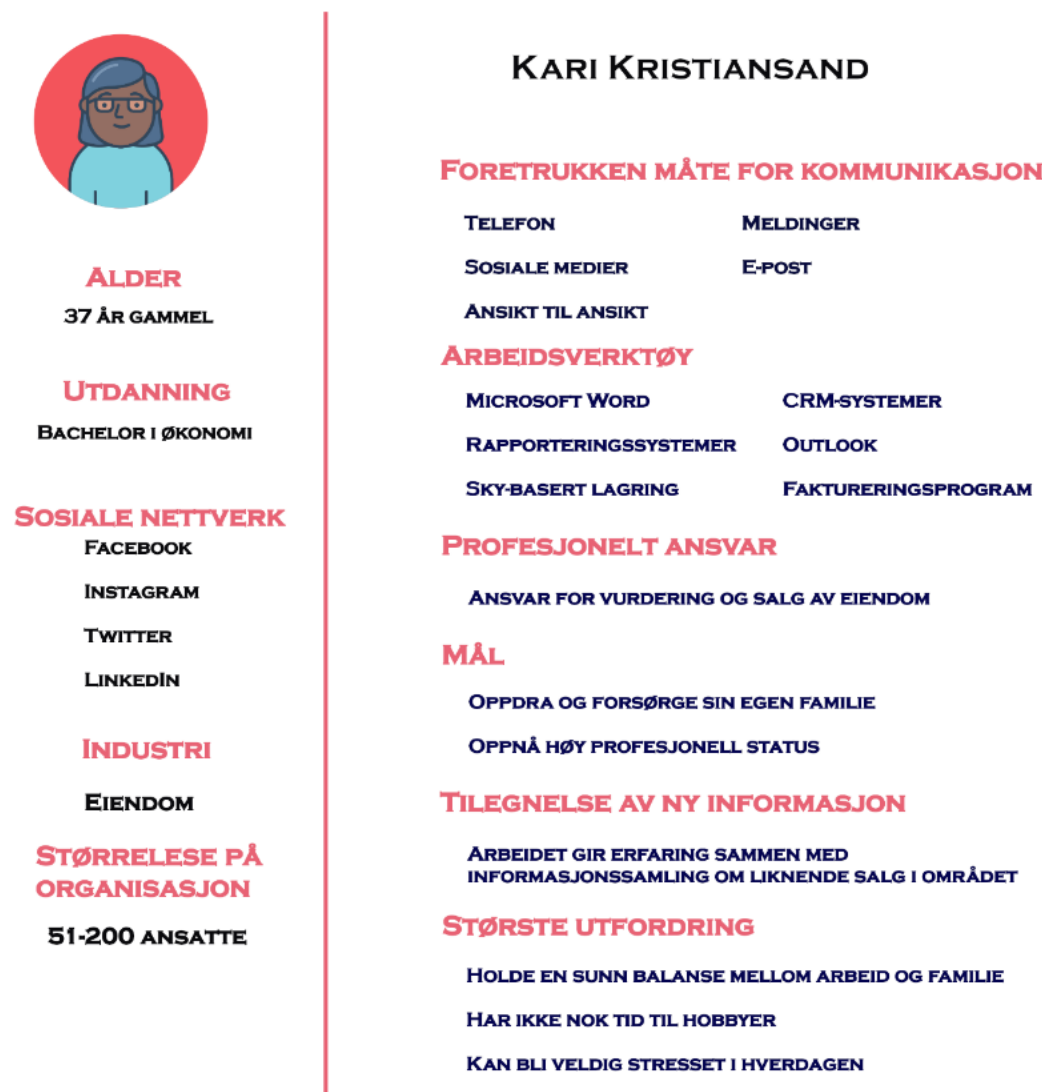 Kari Kristiansand
Alder
37 år gammel
Utdanning
Bachelor i økonomi
Sosiale nettverk
Facebook
Instagram
Twitter
LinkedIn
Industri
Eiendom
Størrelese på
organisasjon
51-200 ansatte
Foretrukken måte for kommunikasjon
Telefon
Meldinger
Sosiale medier
E-post
Ansikt til ansikt
Arbeidsverktøy
Microsoft Word
CRM-systemer
Rapporteringssystemer
Outlook
Sky-basert lagring
Faktureringsprogram
Profesjonelt ansvar
Ansvar for vurdering og salg av eiendom
Mål
Oppdra og forsørge sin egen familie
Oppnå høy profesjonell status
Tilegnelse av ny informasjon
Arbeidet gir erfaring sammen med
informasjonssamling om liknende salg i området
Største utfordring
Holde en sunn balanse mellom arbeid og familie
Har ikke nok tid til hobbyer
Kan bli veldig stresset i hverdagen